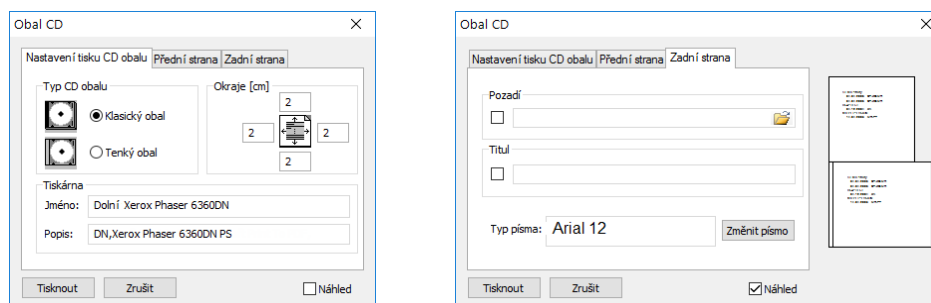 Obal CD
Nastavení tisku CD obalu Přední strana Zadní strana
Typ CD obalu
Klasický obal
Tenký obal
Okraje [cm]
2
2 2
2
Tiskárna
Jméno: Dolní Xerox Phaser 6360DN
Popis: DN,Xerox Phaser 6360DN PS
Tisknout Zrušit Náhled
Obal CD
Nastavení tisku CD obalu Přední strana Zadní strana
Pozadí
Titul
Typ písma: Arial 12 Změnit písmo
Tisknout Zrušit Náhled